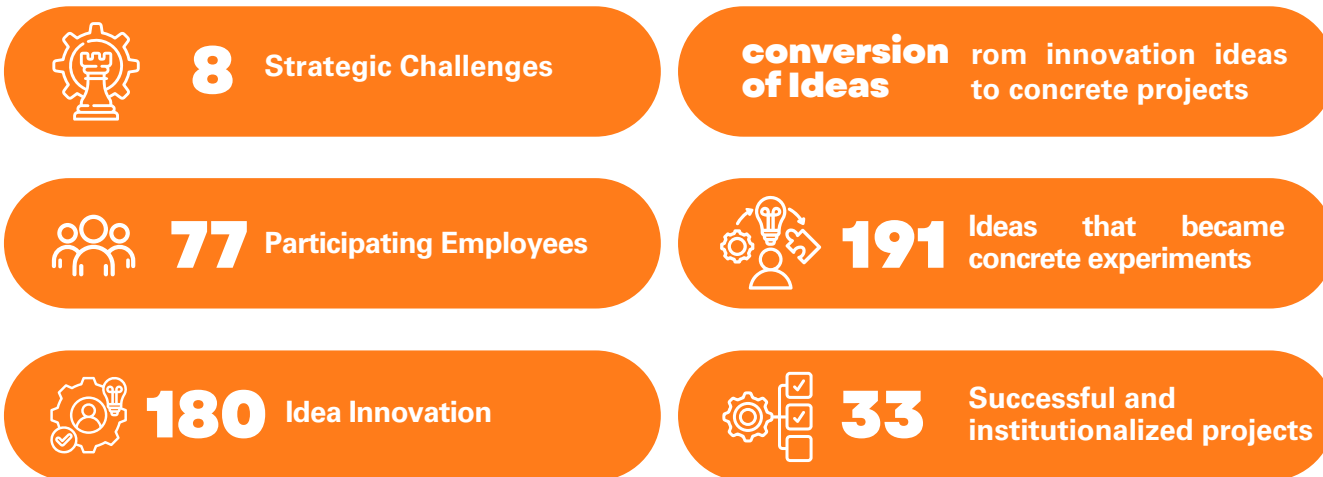 8 Strategic Challenges
conversion
of Ideas
rom innovation ideas
to concrete projects
77 Participating Employees
191
Ideas that became
concrete experiments
180 Idea Innovation
33
Successful and
institutionalized projects